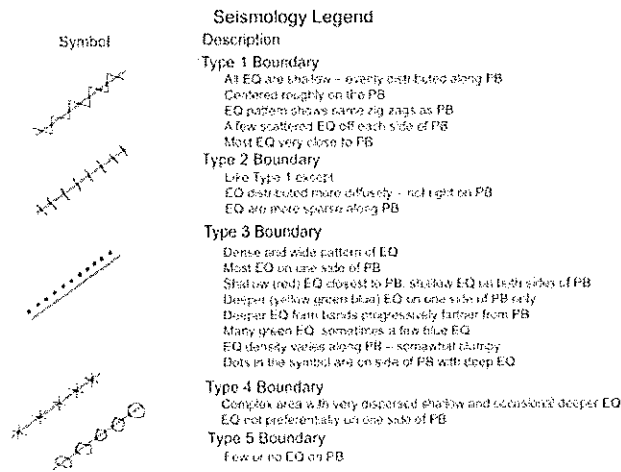 Seismology Legend
Symbol Description
Type 1 Boundary
All EQ are shallow – evenly distributed along PB
Centered roughly on the PB
EQ pattern shows same zig zags as PB
A few scattered EQ off each side of PB
Most EQ very close to PB
Type 2 Boundary
Like Type 1 except
EQ distributed more diffusely – not right on PB
EQ are more sparse along PB
Type 3 Boundary
Dense and wide pattern of EQ
Most EQ on one side of PB
Shallow (red) EQ closest to PB, shallow EQ on both sides of PB
Deeper (yellow green blue) EQ on one side of PB only
Deeper EQ form bands progressively farther from PB
Many green EQ, sometimes a few blue EQ
EQ density varies along PB – somewhat clumpy
Dots in the symbol are on side of PB with deep EQ
Type 4 Boundary
Complex area with very dispersed shallow and occasional deeper EQ
EQ not preferentially on one side of PB
Type 5 Boundary
Few or no EQ on PB